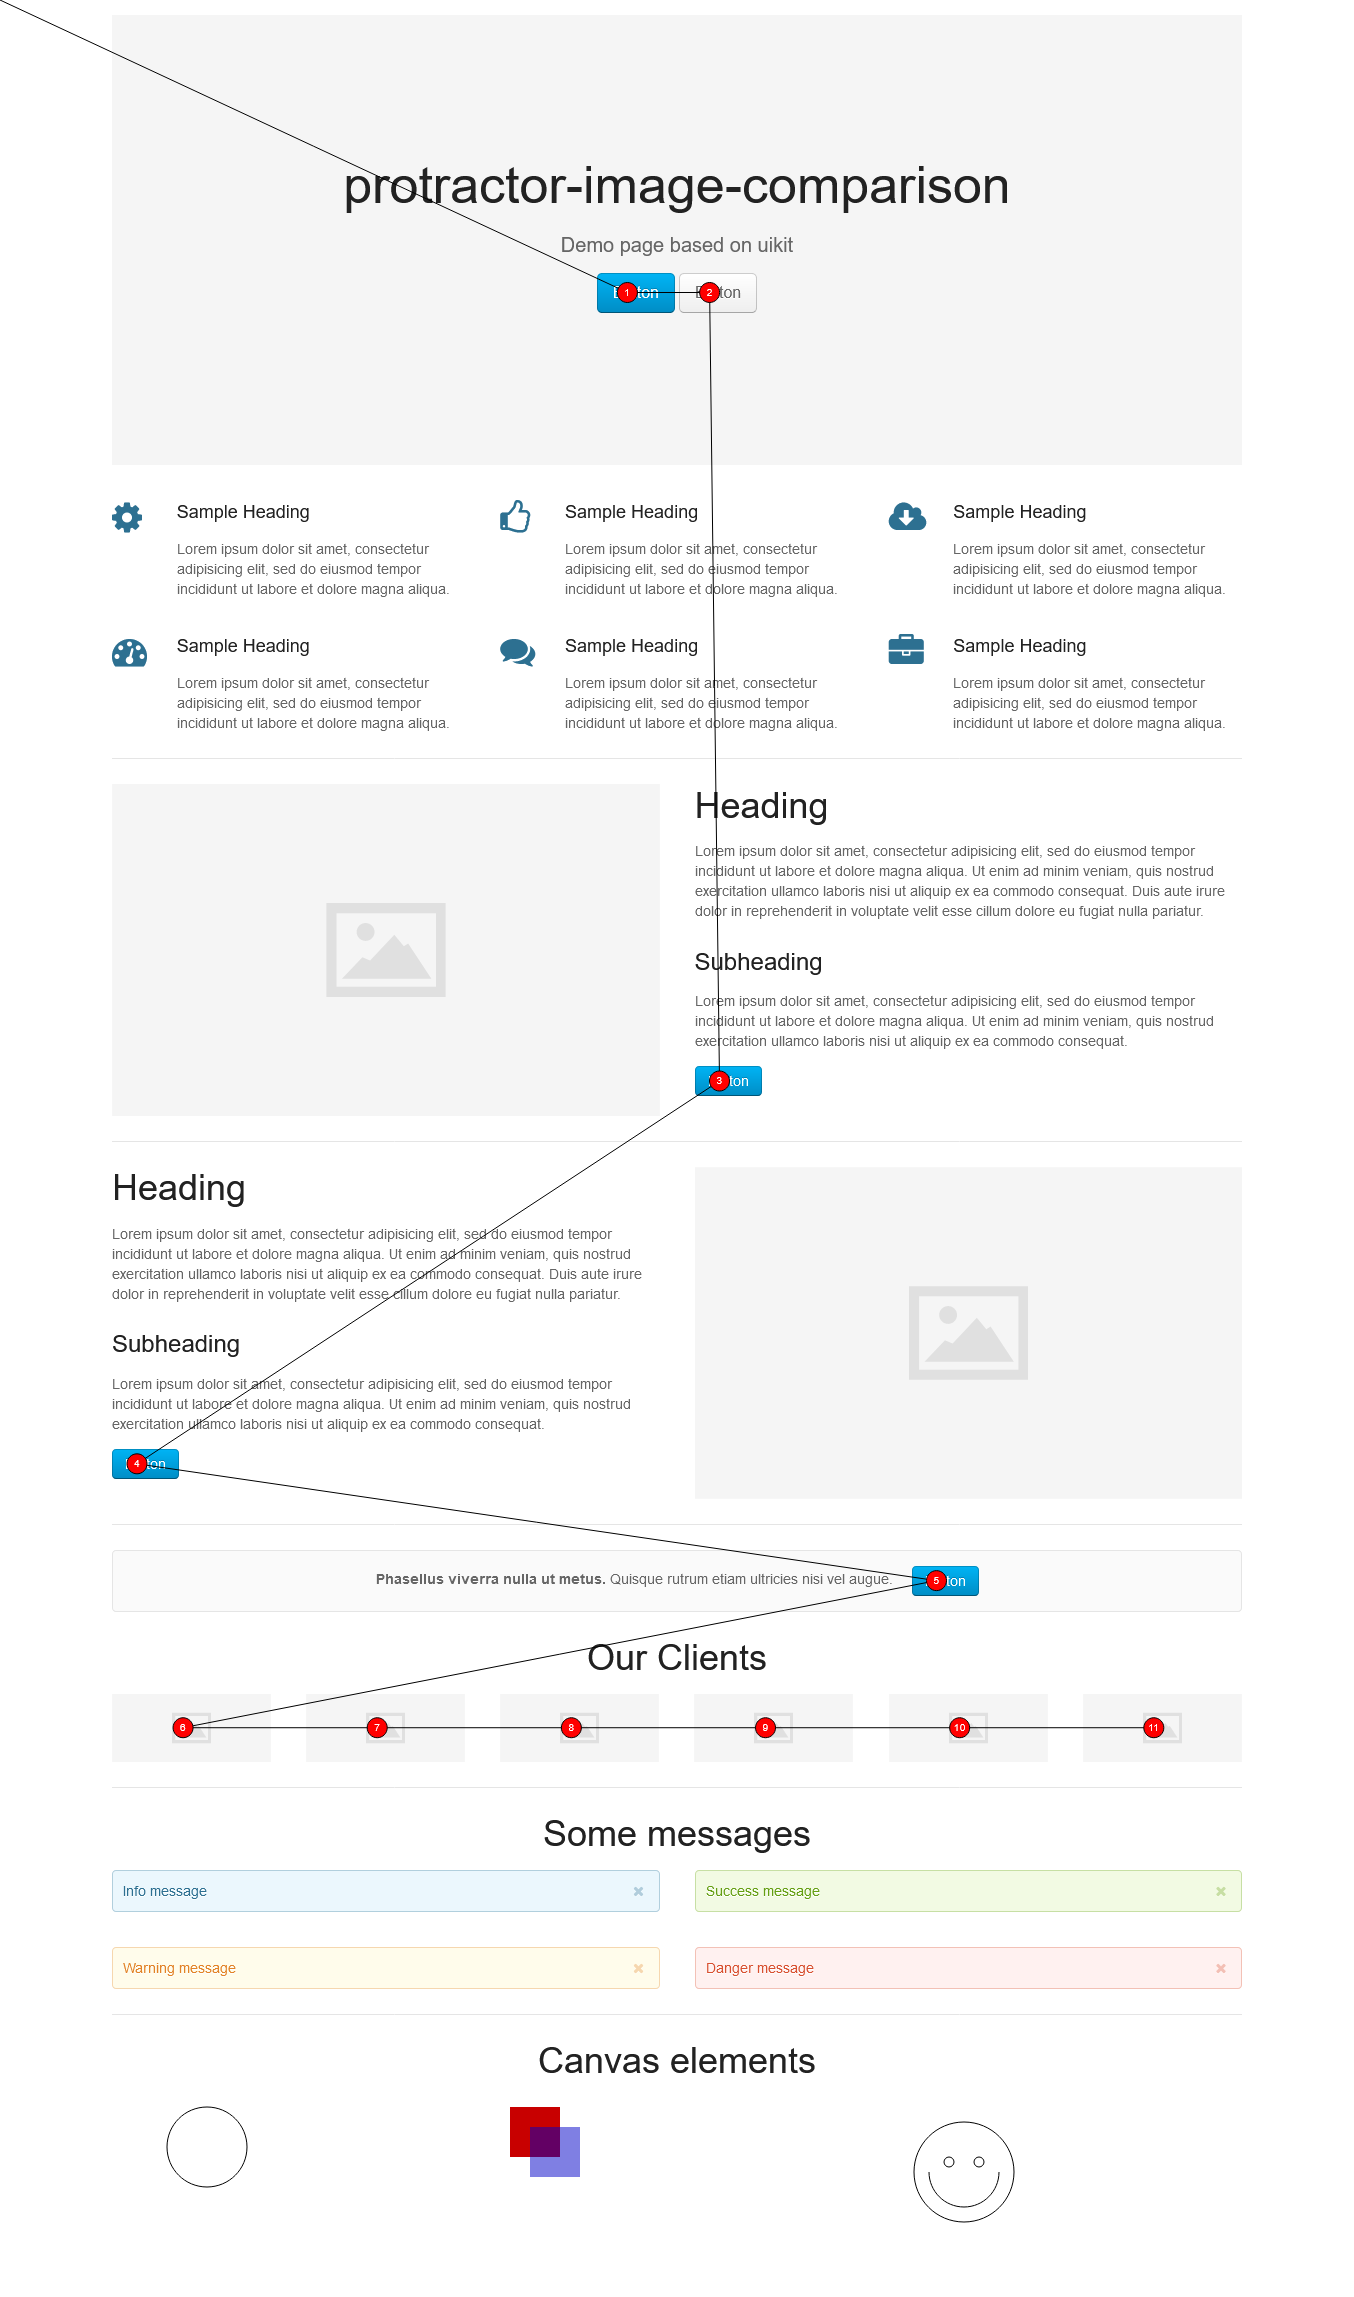 protractor-image-comparison
Demo page based on uikit
1
2
Sample Heading
Lorem ipsum dolor sit amet, consectetur
adipisicing elit, sed do eiusmod tempor
incididunt ut labore et dolore magna aliqua.
Sample Heading
Lorem ipsum dolor sit amet, consectetur
adipisicing elit, sed do eiusmod tempor
incididunt ut labore et dolore magna aliqua.
Sample Heading
Lorem ipsum dolor sit amet, consectetur
adipisicing elit, sed do eiusmod tempor
incididunt ut labore et dolore magna aliqua.
Sample Heading
Lorem ipsum dolor sit amet, consectetur
adipisicing elit, sed do eiusmod tempor
incididunt ut labore et dolore magna aliqua.
Sample Heading
Lorem ipsum dolor sit amet, consectetur
adipisicing elit, sed do eiusmod tempor
incididunt ut labore et dolore magna aliqua.
Sample Heading
Lorem ipsum dolor sit amet, consectetur
adipisicing elit, sed do eiusmod tempor
incididunt ut labore et dolore magna aliqua.
Heading
Lorem ipsum dolor sit amet, consectetur adipisicing elit, sed do eiusmod tempor
incididunt ut labore et dolore magna aliqua. Ut enim ad minim veniam, quis nostrud
exercitation ullamco laboris nisi ut aliquip ex ea commodo consequat. Duis aute irure
dolor in reprehenderit in voluptate velit esse cillum dolore eu fugiat nulla pariatur.
Subheading
Lorem ipsum dolor sit amet, consectetur adipisicing elit, sed do eiusmod tempor
incididunt ut labore et dolore magna aliqua. Ut enim ad minim veniam, quis nostrud
exercitation ullamco laboris nisi ut aliquip ex ea commodo consequat.
3
Heading
Lorem ipsum dolor sit amet, consectetur adipisicing elit, sed do eiusmod tempor
incididunt ut labore et dolore magna aliqua. Ut enim ad minim veniam, quis nostrud
exercitation ullamco laboris nisi ut aliquip ex ea commodo consequat. Duis aute irure
dolor in reprehenderit in voluptate velit esse cillum dolore eu fugiat nulla pariatur.
Subheading
Lorem ipsum dolor sit amet, consectetur adipisicing elit, sed do eiusmod tempor
incididunt ut labore et dolore magna aliqua. Ut enim ad minim veniam, quis nostrud
exercitation ullamco laboris nisi ut aliquip ex ea commodo consequat.
4
Phasellus viverra nulla ut metus. Quisque rutrum etiam ultricies nisi vel augue. 5
Our Clients
6 7 8 9 10 11
Some messages
Info message
Success message
Warning message
Danger message
Canvas elements